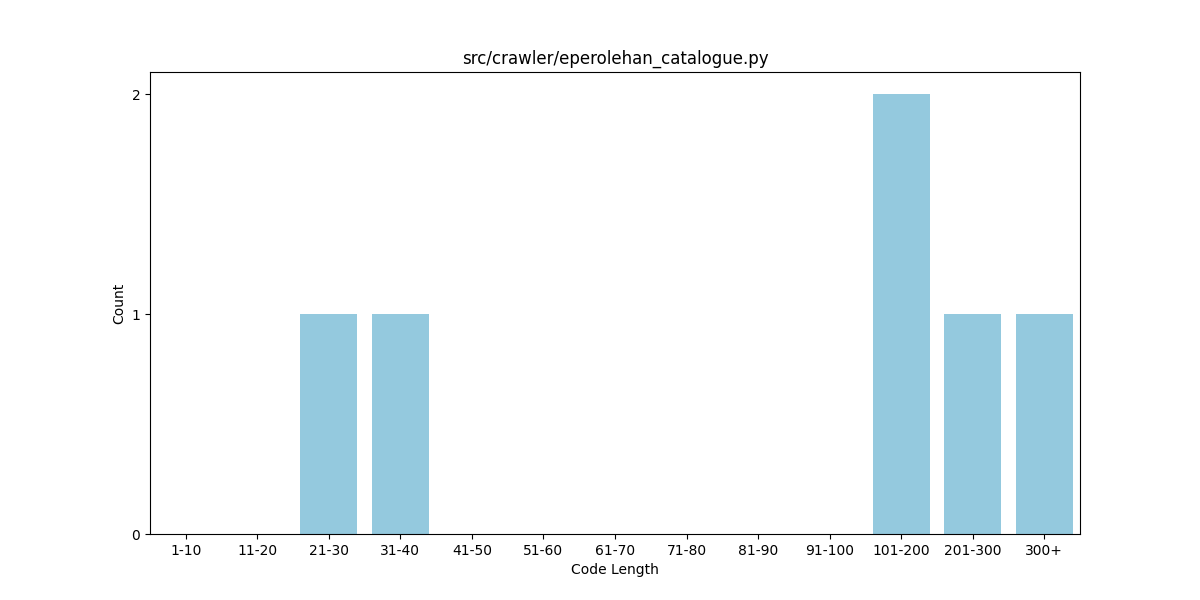 src/crawler/eperolehan_catalogue.py
2
1
0
Count
1-10 11-20 21-30 31-40 41-50 51-60 61-70 71-80 81-90 91-100 101-200 201-300 300+
Code Length